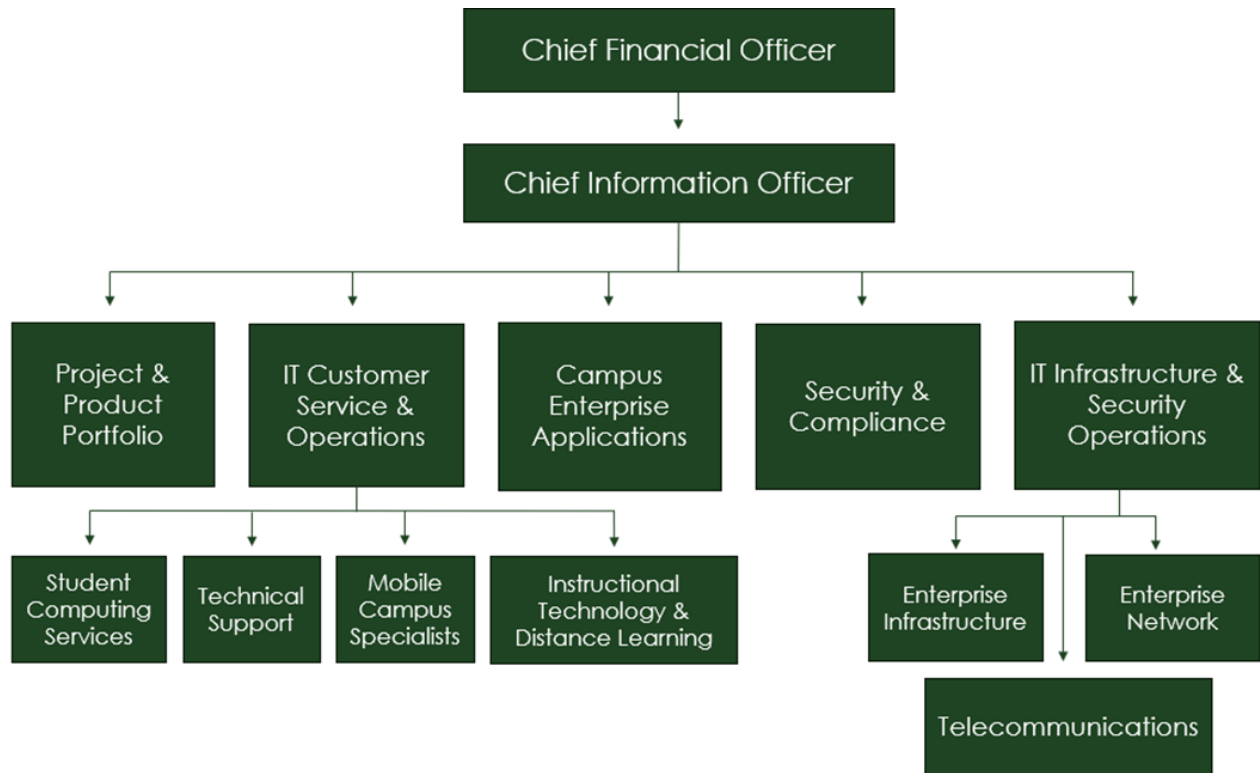 Chief Financial Officer
Chief Information Officer
Project &
Product
Portfolio
IT Customer
Service &
Operations
Campus
Enterprise
Applications
Security &
Compliance
IT Infrastructure &
Security
Operations
Student
Computing
Services
Technical
Support
Mobile
Campus
Specialists
Instructional
Technology &
Distance Learning
Enterprise
Infrastructure
Enterprise
Network
Telecommunications